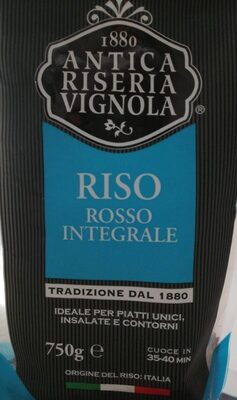 1880
ANTICA
RISERIA
VIGNOLA®
RISO
ROSSO
INTEGRALE
TRADIZIONE DAL 1880
IDEALE PER PIATTI UNICI,
INSALATE E CONTORNI
750g ℮
CUOCE IN
35-40 MIN
ORIGINE DEL RISO: ITALIA